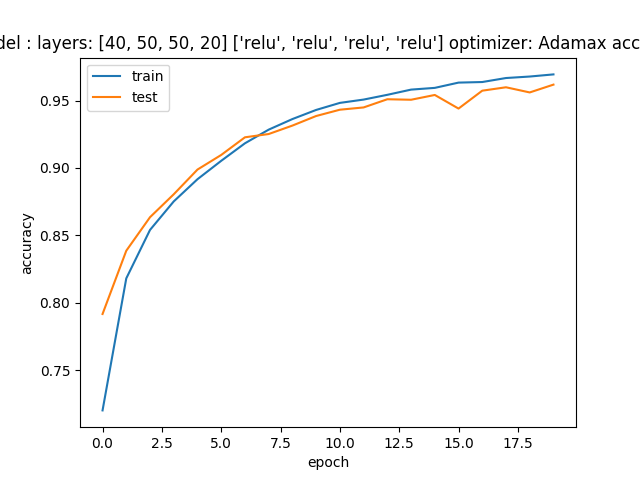 del : layers: [40, 50, 50, 20] ['relu', 'relu', 'relu', 'relu'] optimizer: Adamax acc
train
test
0.95
0.90
0.85
0.80
0.75
accuracy
0.0 2.5 5.0 7.5 10.0 12.5 15.0 17.5
epoch